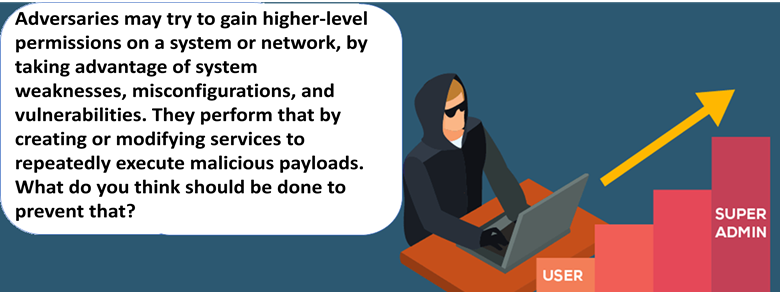 Adversaries may try to gain higher-level
permissions on a system or network, by
taking advantage of system
weaknesses, misconfigurations, and
vulnerabilities. They perform that by
creating or modifying services to
repeatedly execute malicious payloads.
What do you think should be done to
prevent that?
USER
SUPER
ADMIN